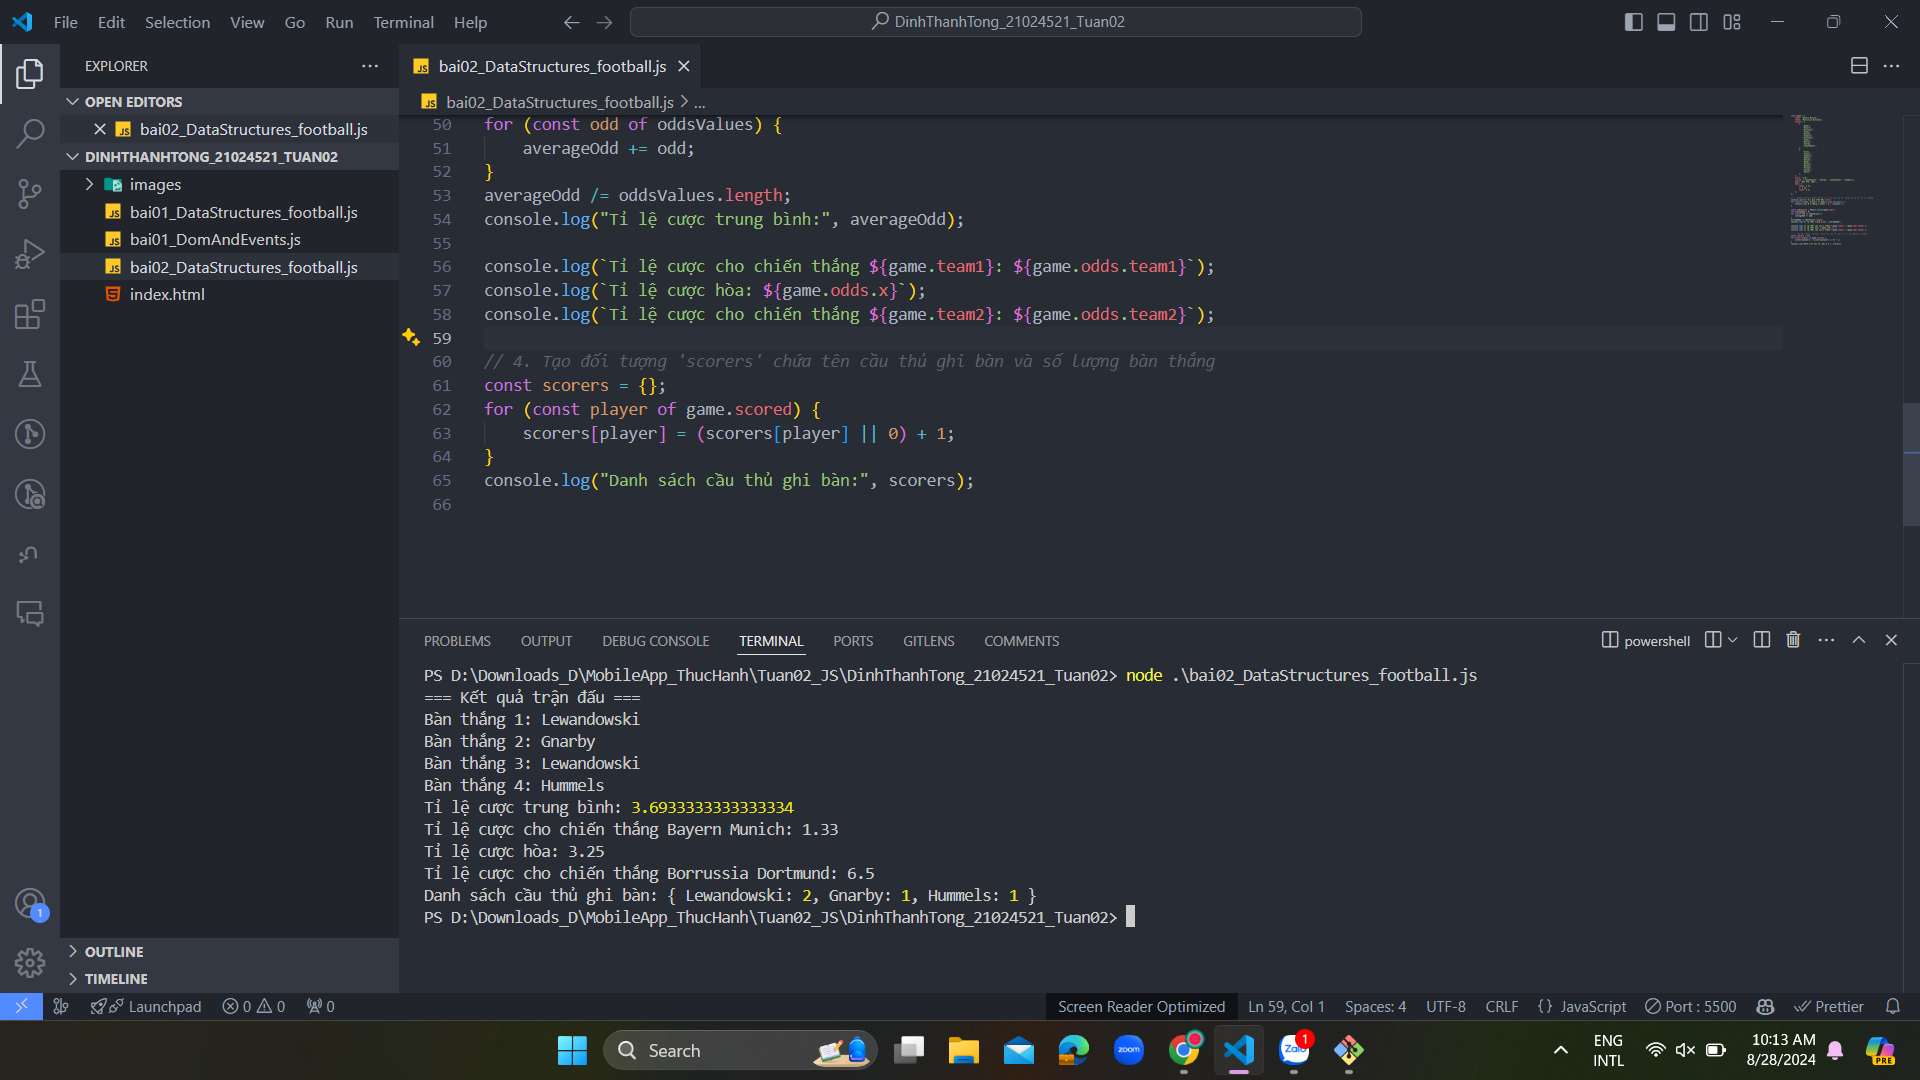 File Edit Selection View Go Run Terminal Help
DinhThanhTong_21024521_Tuan02
EXPLORER
OPEN EDITORS
bai02_DataStructures_football.js
DINHTHANHTONG_21024521_TUAN02
images
bai01_DataStructures_football.js
bai01_DomAndEvents.js
bai02_DataStructures_football.js
index.html
OUTLINE
TIMELINE
bai02_DataStructures_football.js
bai02_DataStructures_football.js > ...
50 for (const odd of oddsValues) {
51 averageOdd += odd;
52 }
53 averageOdd /= oddsValues.length;
54 console.log("Tỉ lệ cược trung bình:", averageOdd);
55
56 console.log(`Tỉ lệ cược cho chiến thắng ${game.team1}: ${game.odds.team1}`);
57 console.log(`Tỉ lệ cược hòa: ${game.odds.x}`);
58 console.log(`Tỉ lệ cược cho chiến thắng ${game.team2}: ${game.odds.team2}`);
59
60 // 4. Tạo đối tượng 'scorers' chứa tên cầu thủ ghi bàn và số lượng bàn thắng
61 const scorers = {};
62 for (const player of game.scored) {
63 scorers[player] = (scorers[player] || 0) + 1;
64 }
65 console.log("Danh sách cầu thủ ghi bàn:", scorers);
66
PROBLEMS OUTPUT DEBUG CONSOLE TERMINAL PORTS GITLENS COMMENTS
powershell
PS D:\Downloads_D\MobileApp_ThucHanh\Tuan02_JS\DinhThanhTong_21024521_Tuan02> node .\bai02_DataStructures_football.js
=== Kết quả trận đấu ===
Bàn thắng 1: Lewandowski
Bàn thắng 2: Gnarby
Bàn thắng 3: Lewandowski
Bàn thắng 4: Hummels
Tỉ lệ cược trung bình: 3.6933333333333334
Tỉ lệ cược cho chiến thắng Bayern Munich: 1.33
Tỉ lệ cược hòa: 3.25
Tỉ lệ cược cho chiến thắng Borrussia Dortmund: 6.5
Danh sách cầu thủ ghi bàn: { Lewandowski: 2, Gnarby: 1, Hummels: 1 }
PS D:\Downloads_D\MobileApp_ThucHanh\Tuan02_JS\DinhThanhTong_21024521_Tuan02>
1
Launchpad 0 0 0
Screen Reader Optimized Ln 59, Col 1 Spaces: 4 UTF-8 CRLF {} JavaScript Port : 5500 Prettier
Search
zoom
Zalo
1
ENG
INTL
10:13 AM
8/28/2024
PRE